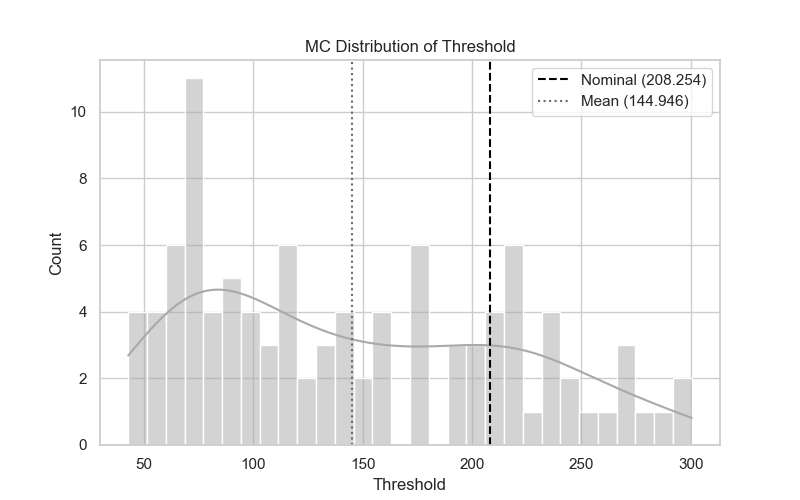 MC Distribution of Threshold
Nominal (208.254)
Mean (144.946)
Count
10
8
6
4
2
0
50 100 150 200 250 300
Threshold